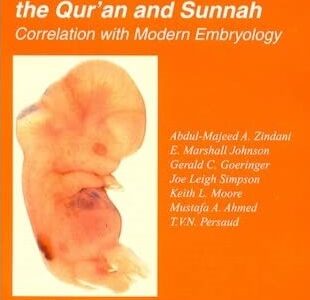 the Qur'an and Sunnah
Correlation with Modern Embryology
Abdul-Majeed A. Zindani
E. Marshall Johnson
Gerald C. Goeringer
Joe Leigh Simpson
Keith L. Moore
Mustafa A. Ahmed
T.V.N. Persaud